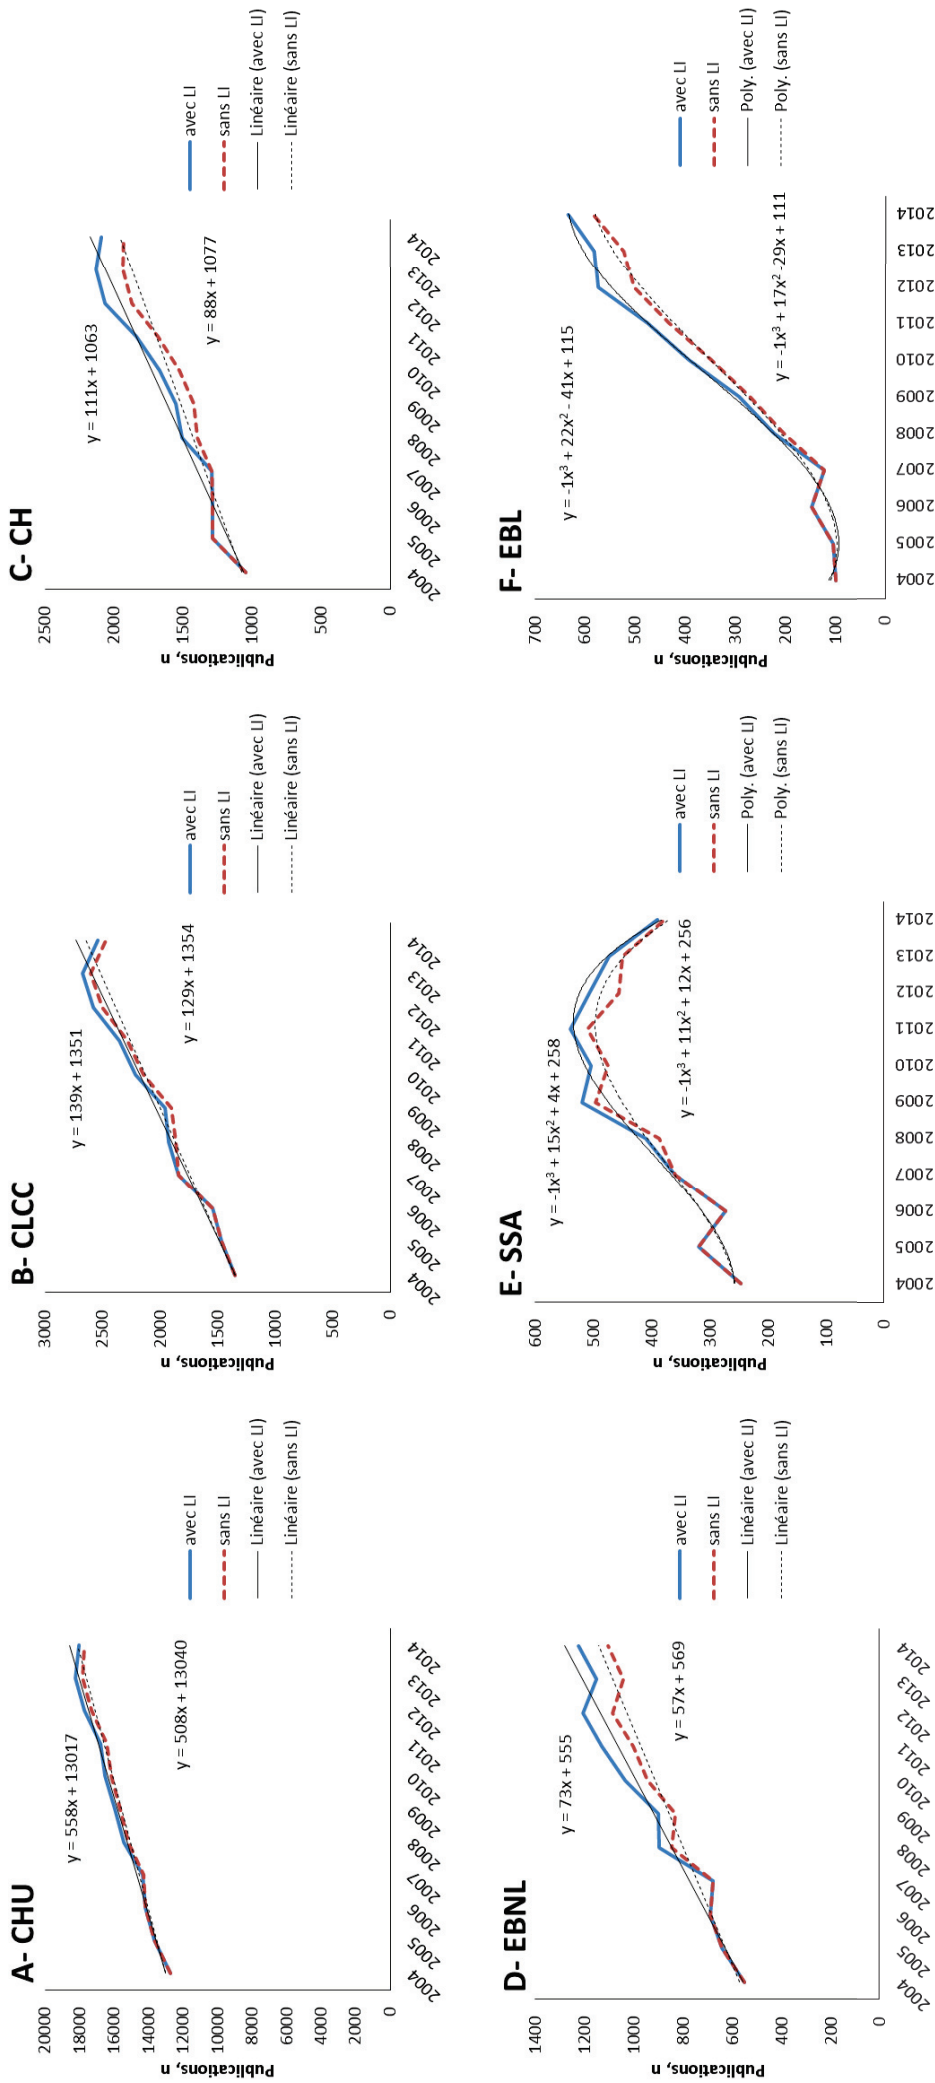 A- CHU
20000
18000
16000
14000
12000
10000
8000
6000
4000
2000
0
Publications, n
y = 558x + 13017
y = 508x + 13040
2004
2005
2006
2007
2008
2009
2010
2011
2012
2013
2014
avec LI
sans LI
Linéaire (avec LI)
Linéaire (sans LI)
B- CLCC
3000
2500
2000
1500
1000
500
0
Publications, n
y = 139x + 1351
y = 129x + 1354
2004
2005
2006
2007
2008
2009
2010
2011
2012
2013
2014
avec LI
sans LI
Linéaire (avec LI)
Linéaire (sans LI)
C- CH
2500
2000
1500
1000
500
0
Publications, n
y = 111x + 1063
y = 88x + 1077
2004
2005
2006
2007
2008
2009
2010
2011
2012
2013
2014
avec LI
sans LI
Linéaire (avec LI)
Linéaire (sans LI)
D- EBNL
1400
1200
1000
800
600
400
200
0
Publications, n
y = 73x + 555
y = 57x + 569
2004
2005
2006
2007
2008
2009
2010
2011
2012
2013
2014
avec LI
sans LI
Linéaire (avec LI)
Linéaire (sans LI)
E- SSA
600
500
400
300
200
100
0
Publications, n
y = -1x³ + 15x² + 4x + 258
y = -1x³ + 11x² + 12x + 256
2004
2005
2006
2007
2008
2009
2010
2011
2012
2013
2014
avec LI
sans LI
Poly. (avec LI)
Poly. (sans LI)
F- EBL
700
600
500
400
300
200
100
0
Publications, n
y = -1x³ + 22x² - 41x + 115
y = -1x³ + 17x² -29x + 111
2004
2005
2006
2007
2008
2009
2010
2011
2012
2013
2014
avec LI
sans LI
Poly. (avec LI)
Poly. (sans LI)